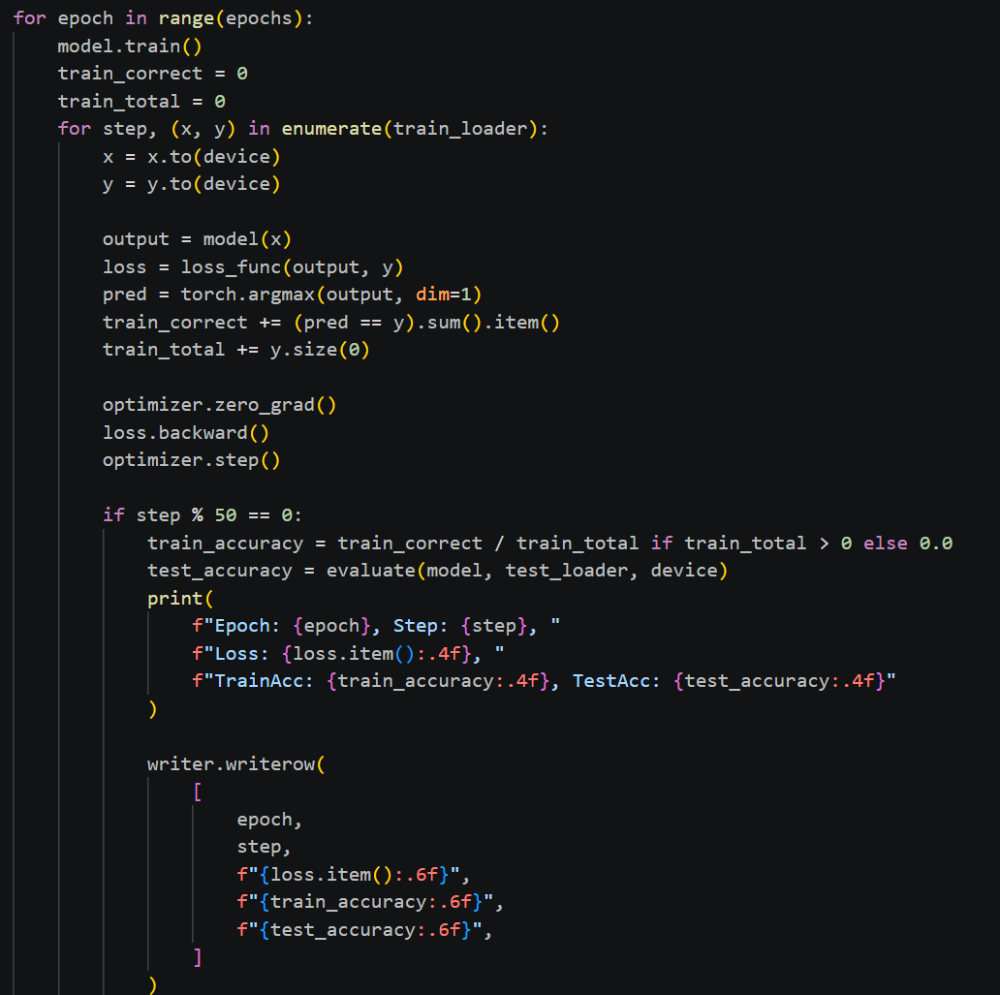 for epoch in range(epochs):
    model.train()
    train_correct = 0
    train_total = 0
    for step, (x, y) in enumerate(train_loader):
        x = x.to(device)
        y = y.to(device)

        output = model(x)
        loss = loss_func(output, y)
        pred = torch.argmax(output, dim=1)
        train_correct += (pred == y).sum().item()
        train_total += y.size(0)

        optimizer.zero_grad()
        loss.backward()
        optimizer.step()

        if step % 50 == 0:
            train_accuracy = train_correct / train_total if train_total > 0 else 0.0
            test_accuracy = evaluate(model, test_loader, device)
            print(
                f"Epoch: {epoch}, Step: {step}, "
                f"Loss: {loss.item():.4f}, "
                f"TrainAcc: {train_accuracy:.4f}, TestAcc: {test_accuracy:.4f}"
            )

            writer.writerow(
                [
                    epoch,
                    step,
                    f"{loss.item():.6f}",
                    f"{train_accuracy:.6f}",
                    f"{test_accuracy:.6f}",
                ]
            )